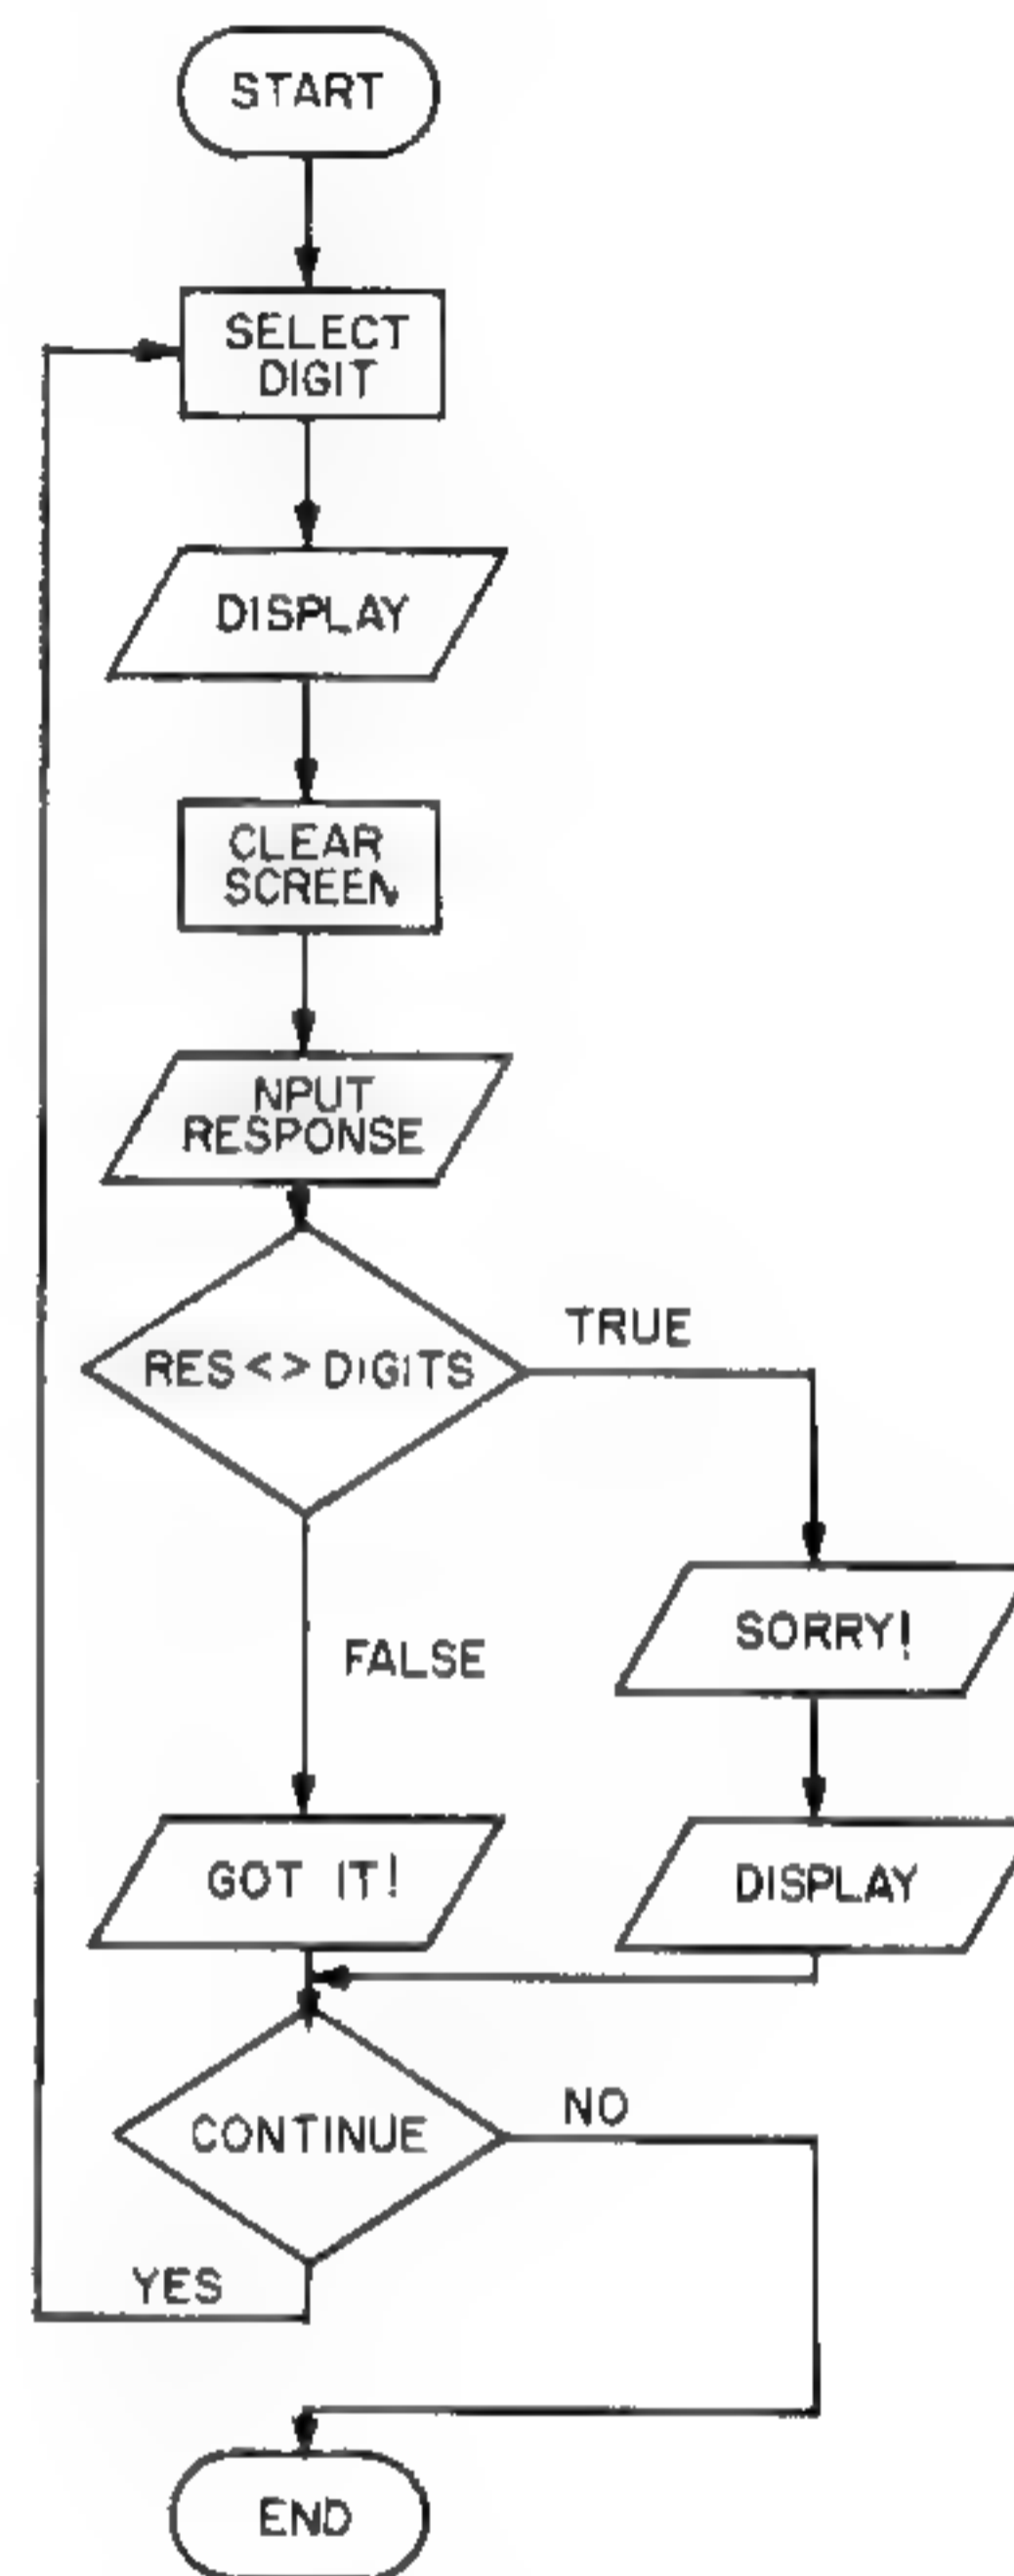 START
SELECT
DIGIT
DISPLAY
CLEAR
SCREEN
NPUT
RESPONSE
RES <> DIGITS
TRUE
FALSE
SORRY!
GOT IT!
DISPLAY
CONTINUE
NO
YES
END